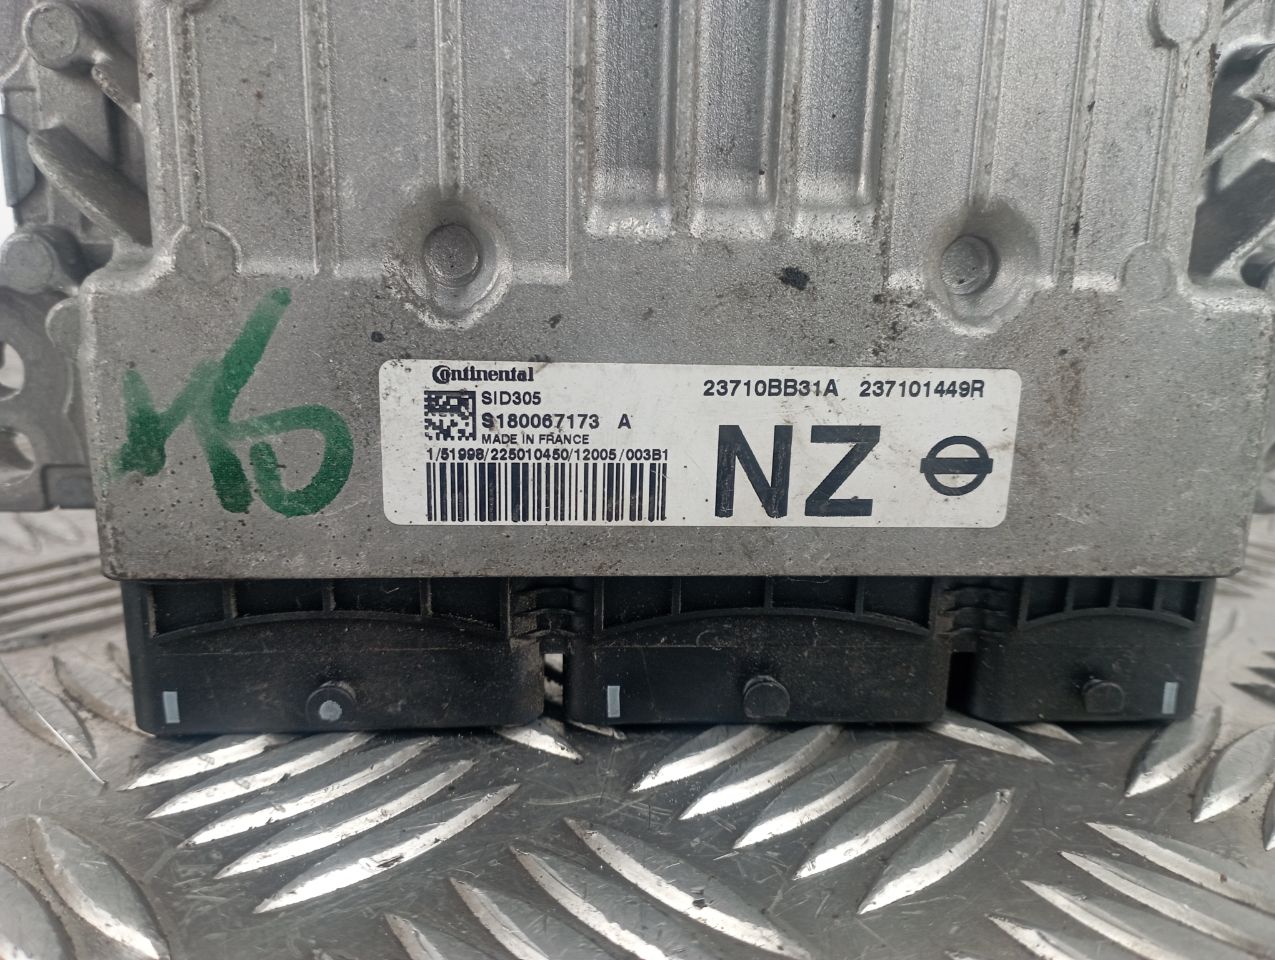 Continental
SID305
S180067173 A
MADE IN FRANCE
1/51998/225010450/12005/003B1
23710BB31A 237101449R
NZ